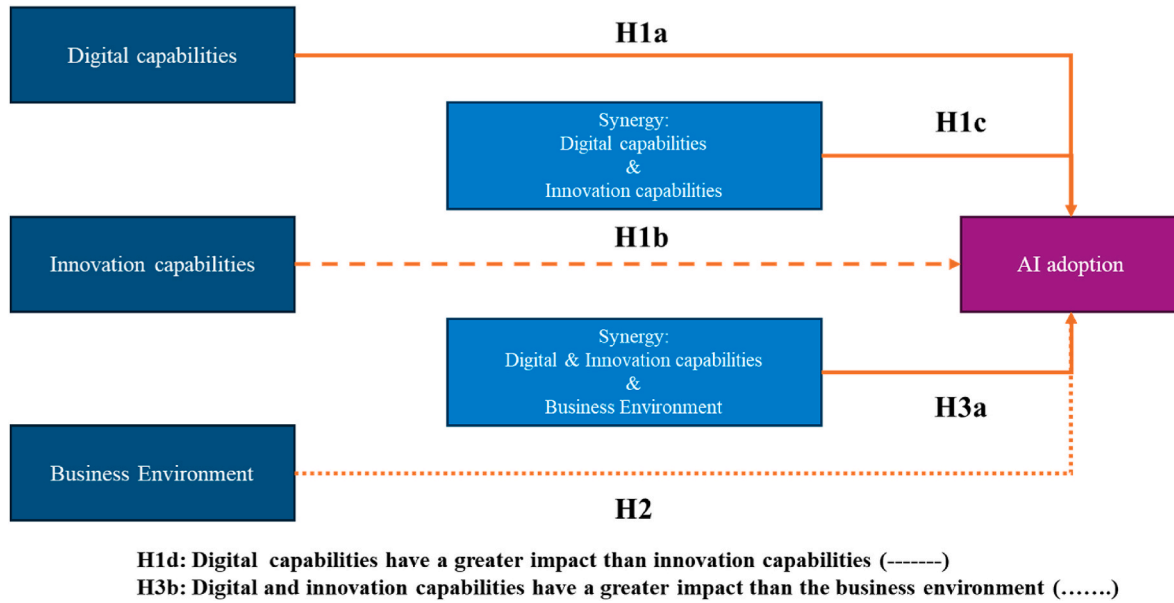 Digital capabilities
H1a
Synergy:
Digital capabilities
&
Innovation capabilities
H1c
Innovation capabilities
H1b
AI adoption
Synergy:
Digital & Innovation capabilities
&
Business Environment
H3a
Business Environment
H2
H1d: Digital capabilities have a greater impact than innovation capabilities (-------)
H3b: Digital and innovation capabilities have a greater impact than the business environment (.......)